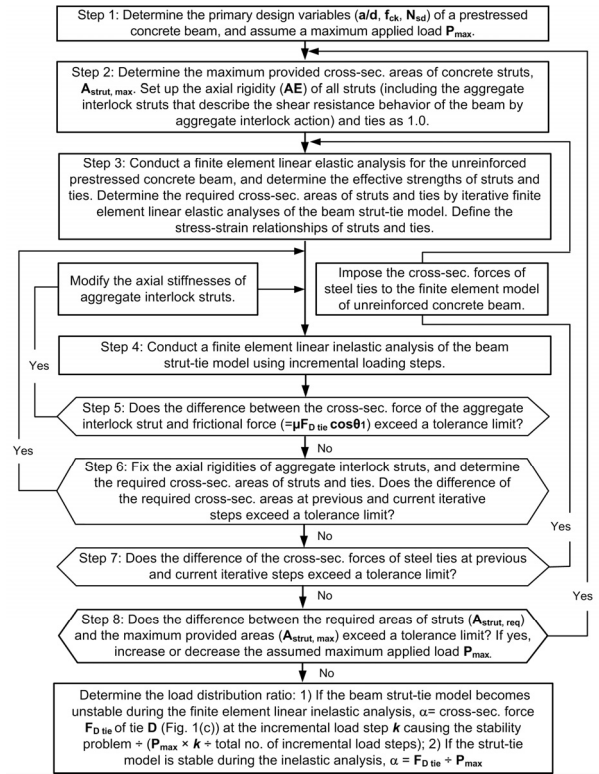 Step 1: Determine the primary design variables (a/d, fck, Nsd) of a prestressed
concrete beam, and assume a maximum applied load Pmax.
Step 2: Determine the maximum provided cross-sec. areas of concrete struts,
Astrut, max. Set up the axial rigidity (AE) of all struts (including the aggregate
interlock struts that describe the shear resistance behavior of the beam by
aggregate interlock action) and ties as 1.0.
Step 3: Conduct a finite element linear elastic analysis for the unreinforced
prestressed concrete beam, and determine the effective strengths of struts and
ties. Determine the required cross-sec. areas of struts and ties by iterative finite
element linear elastic analyses of the beam strut-tie model. Define the
stress-strain relationships of struts and ties.
Modify the axial stiffnesses of
aggregate interlock struts.
Impose the cross-sec. forces of
steel ties to the finite element model
of unreinforced concrete beam.
Step 4: Conduct a finite element linear inelastic analysis of the beam
strut-tie model using incremental loading steps.
Yes
Step 5: Does the difference between the cross-sec. force of the aggregate
interlock strut and frictional force (=μFD tie cosθ1) exceed a tolerance limit?
No
Yes
Step 6: Fix the axial rigidities of aggregate interlock struts, and determine
the required cross-sec. areas of struts and ties. Does the difference of
the required cross-sec. areas at previous and current iterative
steps exceed a tolerance limit?
No
Yes
Step 7: Does the difference of the cross-sec. forces of steel ties at previous
and current iterative steps exceed a tolerance limit?
No
Yes
Step 8: Does the difference between the required areas of struts (Astrut, req)
and the maximum provided areas (Astrut, max) exceed a tolerance limit? If yes,
increase or decrease the assumed maximum applied load Pmax.
No
Determine the load distribution ratio: 1) If the beam strut-tie model becomes
unstable during the finite element linear inelastic analysis, α= cross-sec. force
FD tie of tie D (Fig. 1(c)) at the incremental load step k causing the stability
problem ÷ (Pmax × k ÷ total no. of incremental load steps); 2) If the strut-tie
model is stable during the inelastic analysis, α = FD tie ÷ Pmax